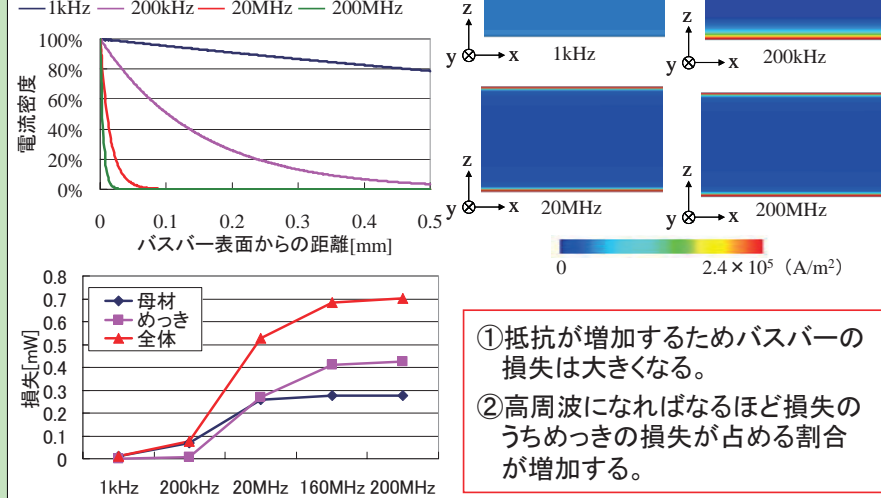 1kHz 200kHz 20MHz 200MHz
100%
80%
60%
40%
20%
0%
電流密度
0 0.1 0.2 0.3 0.4 0.5
バスバー表面からの距離[mm]
z
y x
1kHz
z
y x
200kHz
z
y x
20MHz
z
y x
200MHz
0 2.4×10⁵ (A/m²)
0.8
0.7
0.6
0.5
0.4
0.3
0.2
0.1
0
損失[mW]
母材
めっき
全体
1kHz 200kHz 20MHz 160MHz 200MHz
①抵抗が増加するためバスバーの
損失は大きくなる。
②高周波になればなるほど損失の
うちめっきの損失が占める割合
が増加する。